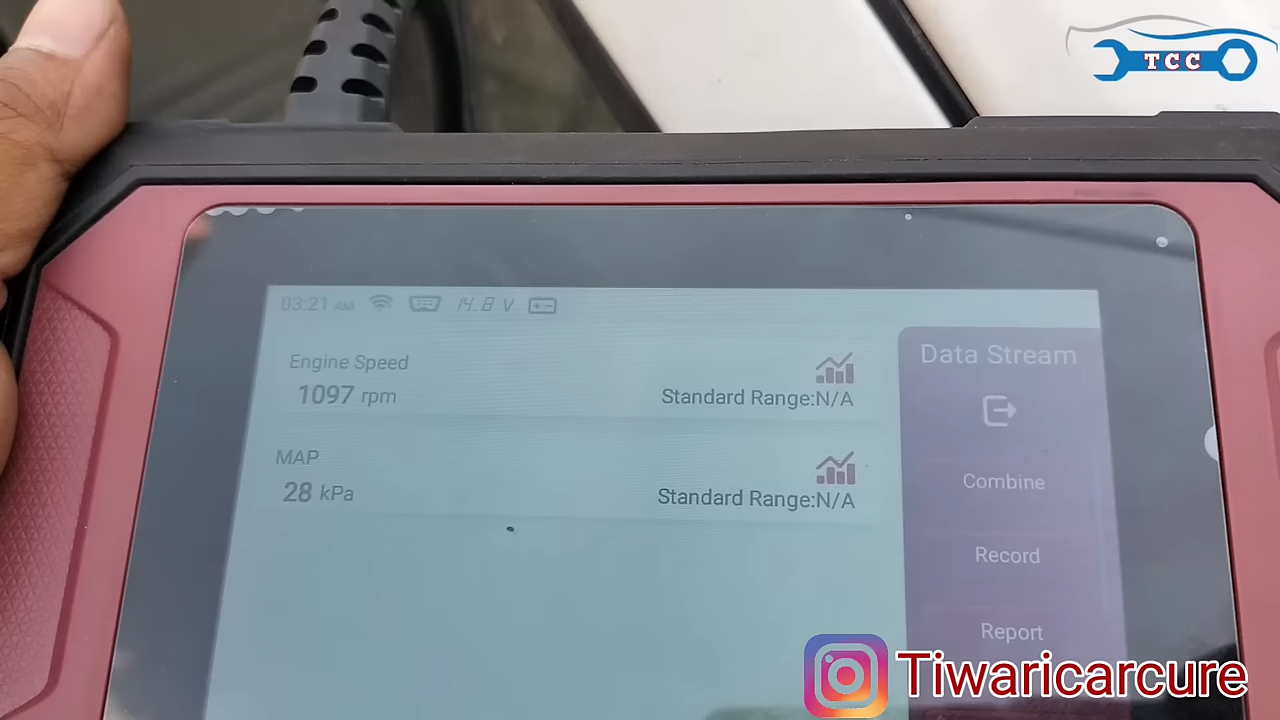 TCC
03:21 AM 14.8 V
Data Stream
Engine Speed
1097 rpm
Standard Range:N/A
MAP
28 kPa
Standard Range:N/A
Combine
Record
Report
Tiwaricarcure